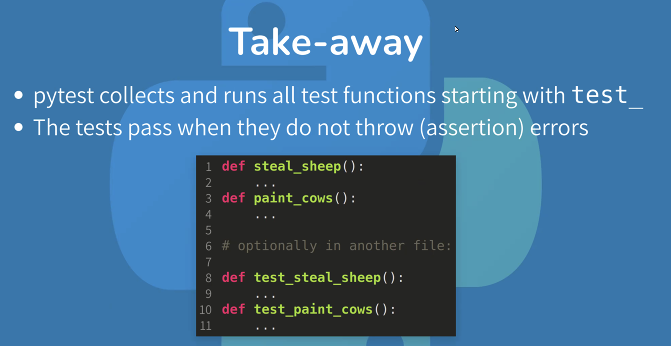 Take-away
• pytest collects and runs all test functions starting with test_
• The tests pass when they do not throw (assertion) errors
1 def steal_sheep():
2     ...
3 def paint_cows():
4     ...
5
6 # optionally in another file:
7
8 def test_steal_sheep():
9     ...
10 def test_paint_cows():
11     ...